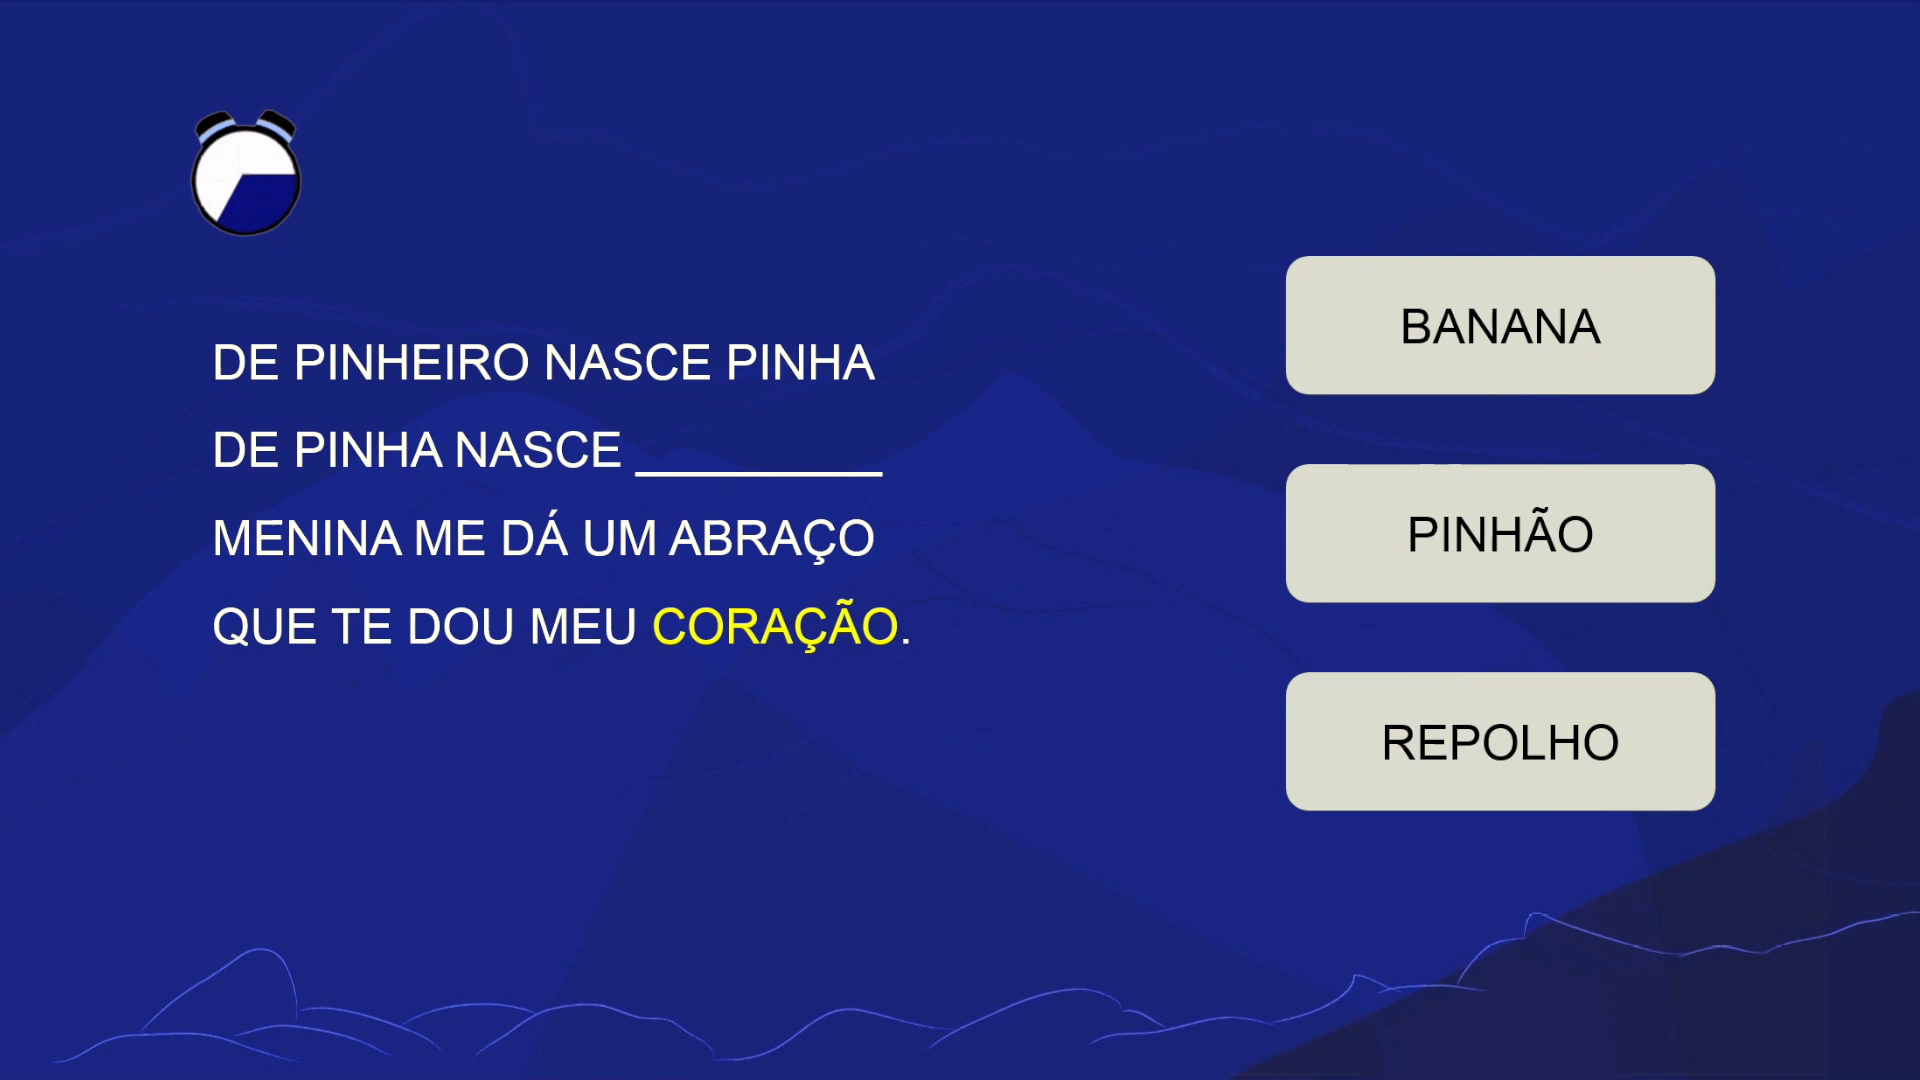 DE PINHEIRO NASCE PINHA
DE PINHA NASCE _________
MENINA ME DÁ UM ABRAÇO
QUE TE DOU MEU CORAÇÃO.
BANANA
PINHÃO
REPOLHO